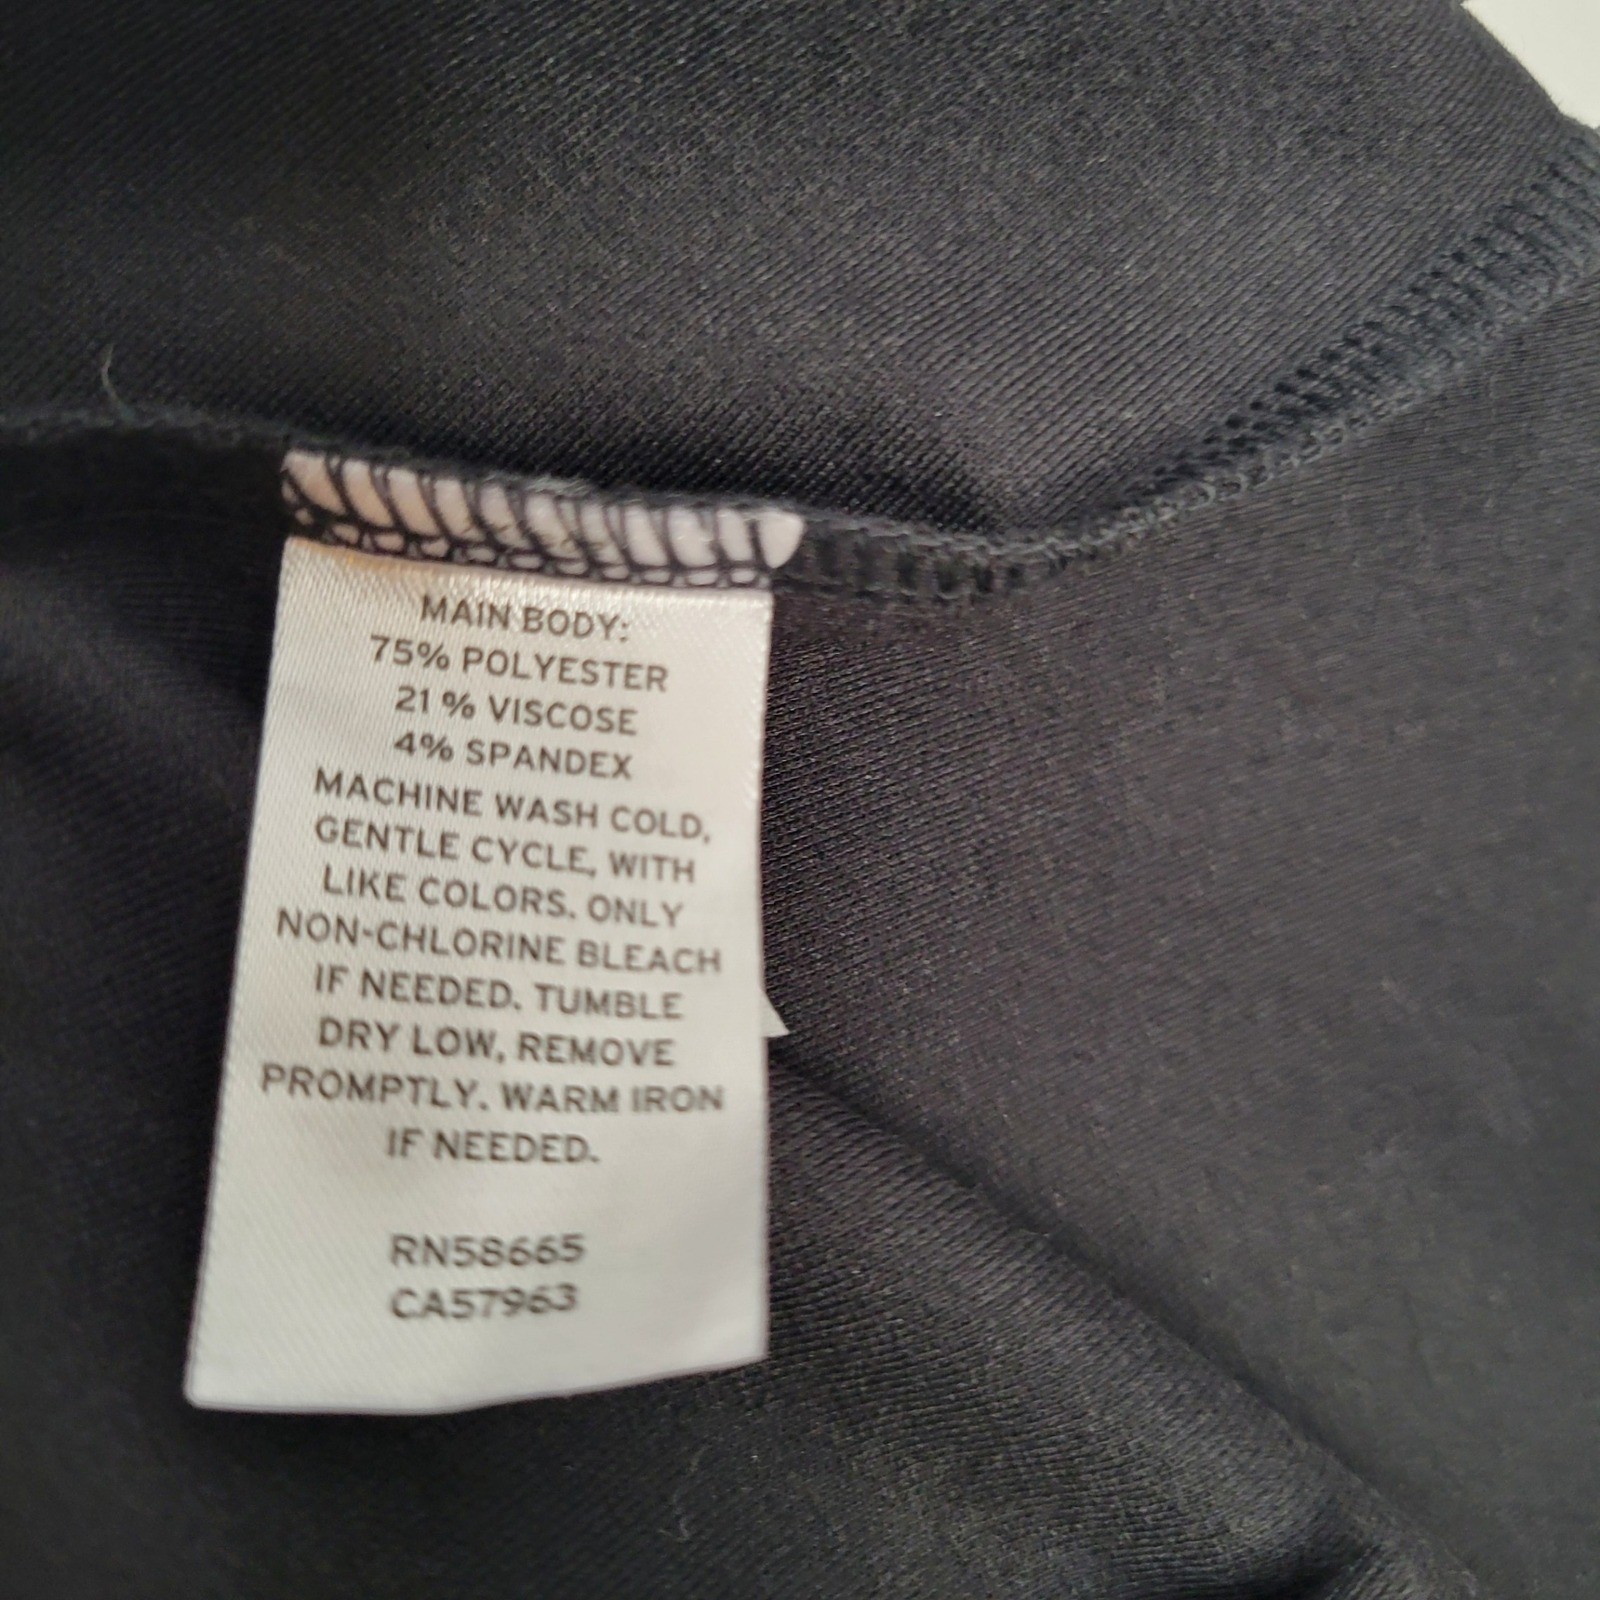 MAIN BODY:
75% POLYESTER
21 % VISCOSE
4% SPANDEX
MACHINE WASH COLD,
GENTLE CYCLE, WITH
LIKE COLORS. ONLY
NON-CHLORINE BLEACH
IF NEEDED. TUMBLE
DRY LOW, REMOVE
PROMPTLY. WARM IRON
IF NEEDED.
RN58665
CA57963